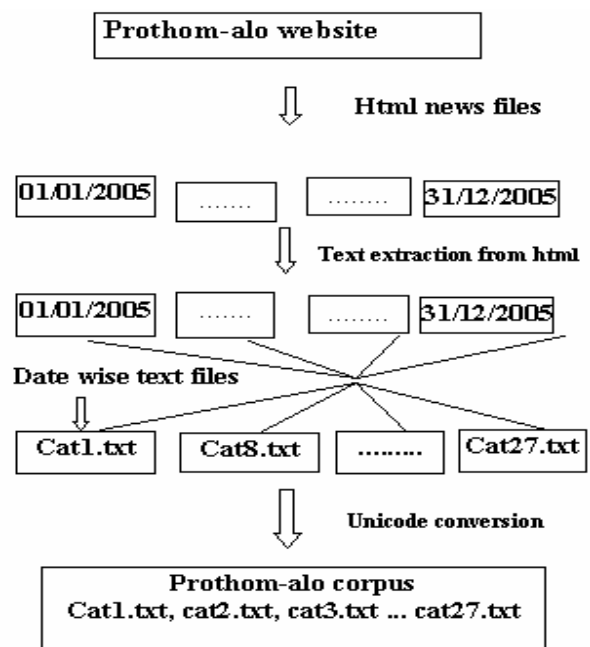 Prothom-alo website
Html news files
01/01/2005 ....... ........ 31/12/2005
Text extraction from html
01/01/2005 ....... ........ 31/12/2005
Date wise text files
Cat1.txt Cat8.txt ......... Cat27.txt
Unicode conversion
Prothom-alo corpus
Cat1.txt, cat2.txt, cat3.txt ... cat27.txt